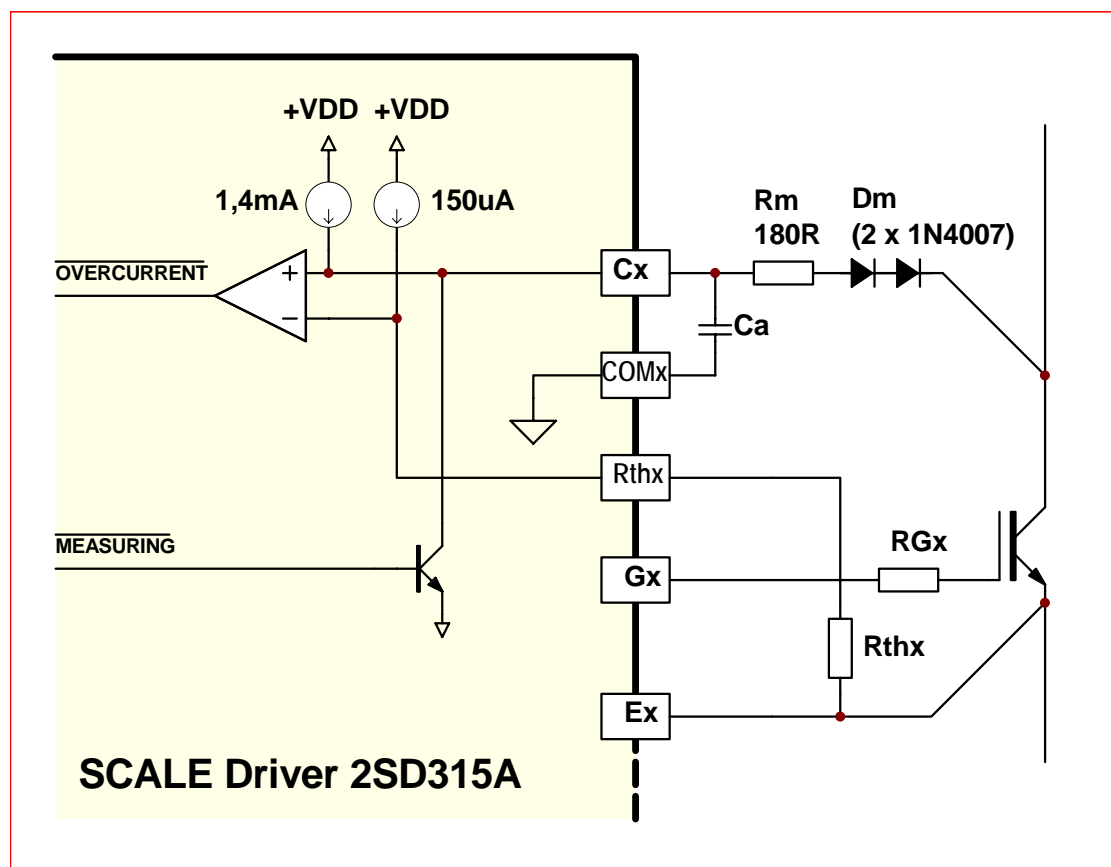 +VDD +VDD
1,4mA
150uA
Rm
180R
Dm
(2 x 1N4007)
OVERCURRENT
+
−
Cx
Ca
COMx
Rthx
MEASURING
RGx
Gx
Rthx
Ex
SCALE Driver 2SD315A